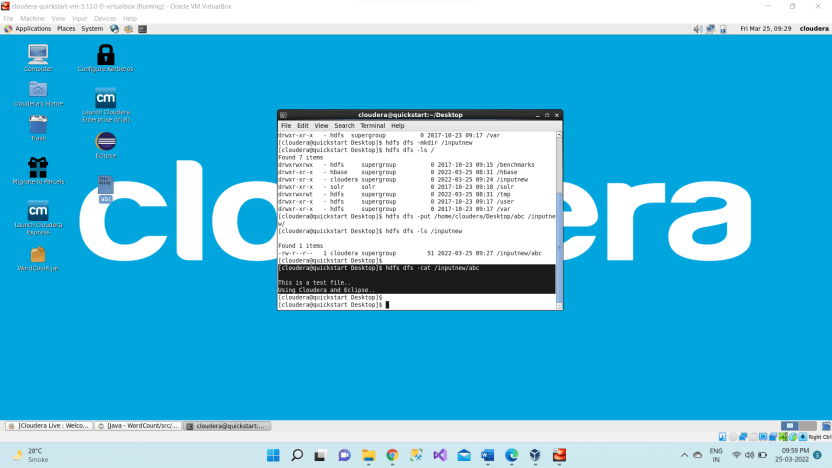 cloudera-quickstart-vm-5.13.0-0-virtualbox (Running) - Oracle VM VirtualBox
File Machine View Input Devices Help
Applications Places System
Fri Mar 25, 09:29 cloudera
Computer
Configure Kerberos
cloudera's Home
Launch Cloudera
Enterprise (trial)
Trash
Eclipse
Migrate to Parcels
abc
Launch Cloudera
Express
WordCount.jar
cloudera
cloudera@quickstart:~/Desktop
File Edit View Search Terminal Help
drwxr-xr-x - hdfs supergroup 0 2017-10-23 09:17 /var
[cloudera@quickstart Desktop]$ hdfs dfs -mkdir /inputnew
[cloudera@quickstart Desktop]$ hdfs dfs -ls /
Found 7 items
drwxrwxrwx - hdfs supergroup 0 2017-10-23 09:15 /benchmarks
drwxr-xr-x - hbase supergroup 0 2022-03-25 08:31 /hbase
drwxr-xr-x - cloudera supergroup 0 2022-03-25 09:24 /inputnew
drwxr-xr-x - solr solr 0 2017-10-23 09:18 /solr
drwxrwxrwt - hdfs supergroup 0 2022-03-25 08:31 /tmp
drwxr-xr-x - hdfs supergroup 0 2017-10-23 09:17 /user
drwxr-xr-x - hdfs supergroup 0 2017-10-23 09:17 /var
[cloudera@quickstart Desktop]$ hdfs dfs -put /home/cloudera/Desktop/abc /inputne
w/
[cloudera@quickstart Desktop]$ hdfs dfs -ls /inputnew
Found 1 items
-rw-r--r-- 1 cloudera supergroup 51 2022-03-25 09:27 /inputnew/abc
[cloudera@quickstart Desktop]$
[cloudera@quickstart Desktop]$ hdfs dfs -cat /inputnew/abc
This is a test file..
Using Cloudera and Eclipse..
[cloudera@quickstart Desktop]$
[cloudera@quickstart Desktop]$
[Cloudera Live : Welco... [Java - WordCount/src/... cloudera@quickstart:...
Right Ctrl
28°C
Smoke
ENG
IN
09:59 PM
25-03-2022
3